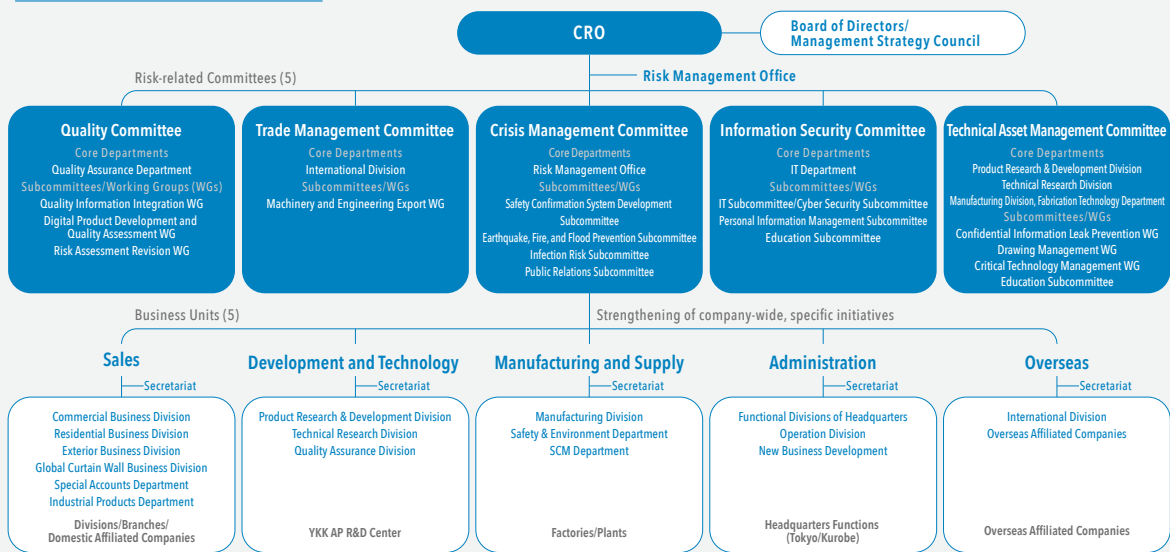 CRO
Board of Directors/
Management Strategy Council
Risk-related Committees (5)
Risk Management Office
Quality Committee
Core Departments
Quality Assurance Department
Subcommittees/Working Groups (WGs)
Quality Information Integration WG
Digital Product Development and
Quality Assessment WG
Risk Assessment Revision WG
Trade Management Committee
Core Departments
International Division
Subcommittees/WGs
Machinery and Engineering Export WG
Crisis Management Committee
Core Departments
Risk Management Office
Subcommittees/WGs
Safety Confirmation System Development
Subcommittee
Earthquake, Fire, and Flood Prevention Subcommittee
Infection Risk Subcommittee
Public Relations Subcommittee
Information Security Committee
Core Departments
IT Department
Subcommittees/WGs
IT Subcommittee/Cyber Security Subcommittee
Personal Information Management Subcommittee
Education Subcommittee
Technical Asset Management Committee
Core Departments
Product Research & Development Division
Technical Research Division
Manufacturing Division, Fabrication Technology Department
Subcommittees/WGs
Confidential Information Leak Prevention WG
Drawing Management WG
Critical Technology Management WG
Education Subcommittee
Business Units (5)
Strengthening of company-wide, specific initiatives
Sales
Secretariat
Commercial Business Division
Residential Business Division
Exterior Business Division
Global Curtain Wall Business Division
Special Accounts Department
Industrial Products Department
Divisions/Branches/
Domestic Affiliated Companies
Development and Technology
Secretariat
Product Research & Development Division
Technical Research Division
Quality Assurance Division
YKK AP R&D Center
Manufacturing and Supply
Secretariat
Manufacturing Division
Safety & Environment Department
SCM Department
Factories/Plants
Administration
Secretariat
Functional Divisions of Headquarters
Operation Division
New Business Development
Headquarters Functions
(Tokyo/Kurobe)
Overseas
Secretariat
International Division
Overseas Affiliated Companies
Overseas Affiliated Companies